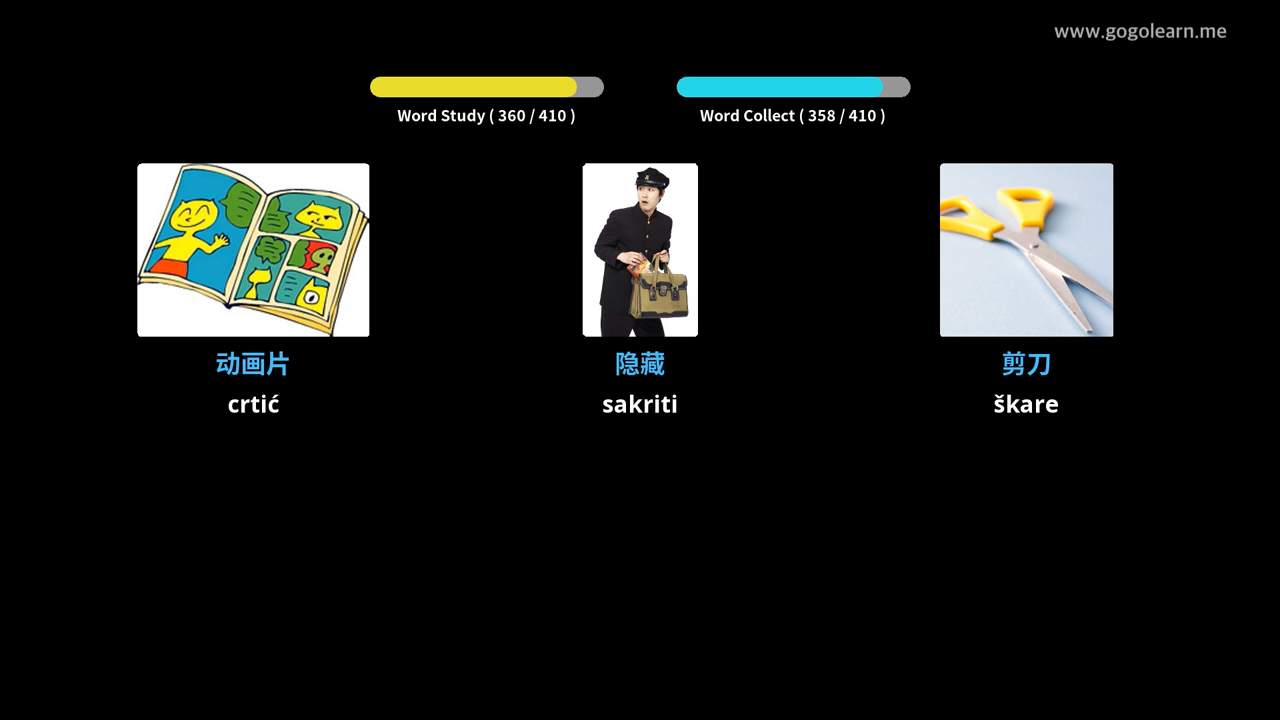 www.gogolearn.me
Word Study ( 360 / 410 )
Word Collect ( 358 / 410 )
动画片
隐藏
剪刀
crtić
sakriti
škare